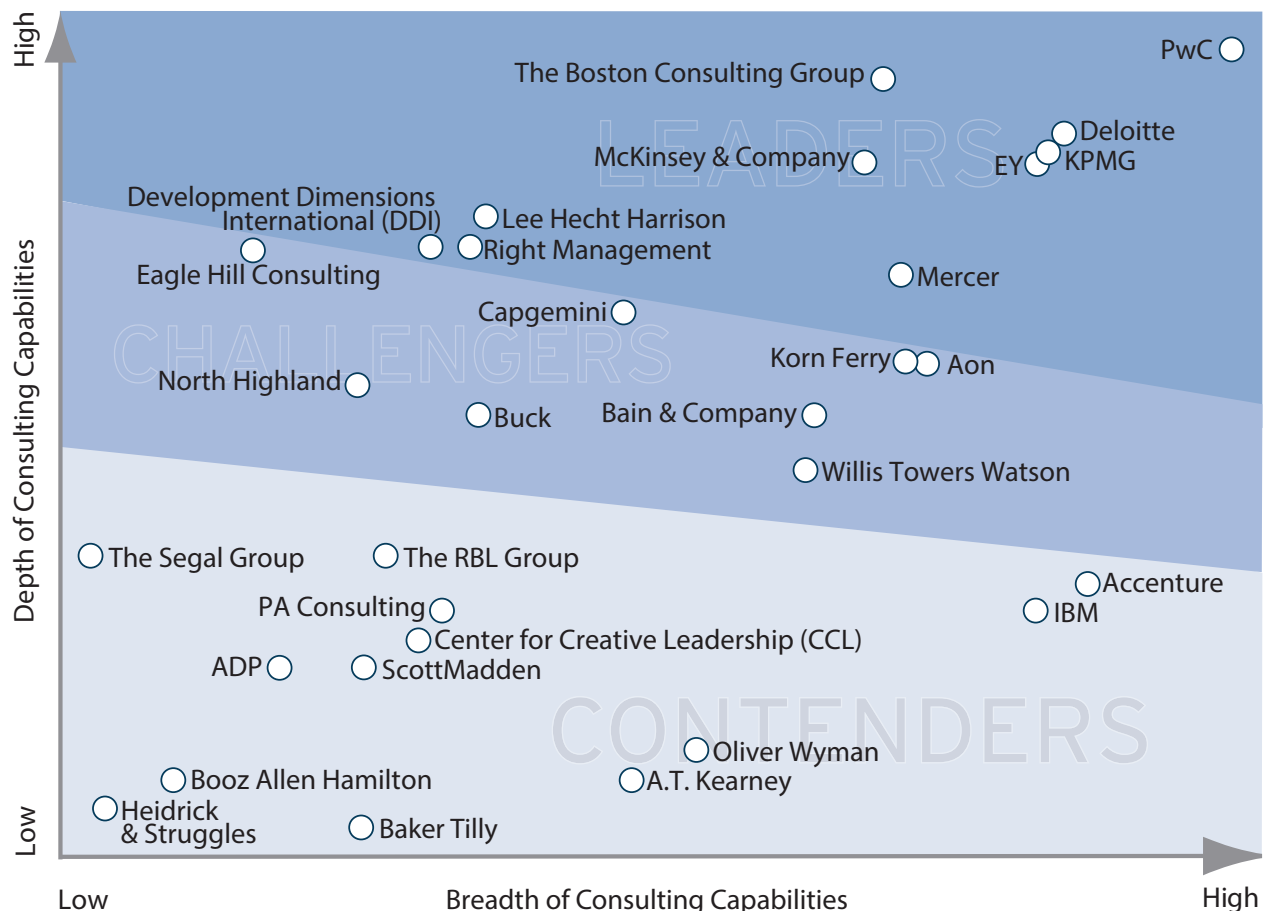 High
PwC
The Boston Consulting Group
LEADERS
Deloitte
McKinsey & Company
EY
KPMG
Development Dimensions
International (DDI)
Lee Hecht Harrison
Right Management
Eagle Hill Consulting
Mercer
Capgemini
CHALLENGERS
Korn Ferry
Aon
North Highland
Buck
Bain & Company
Willis Towers Watson
Depth of Consulting Capabilities
The Segal Group
The RBL Group
Accenture
PA Consulting
IBM
Center for Creative Leadership (CCL)
ADP
ScottMadden
CONTENDERS
Oliver Wyman
Booz Allen Hamilton
A.T. Kearney
Heidrick
& Struggles
Baker Tilly
Low
Low
Breadth of Consulting Capabilities
High